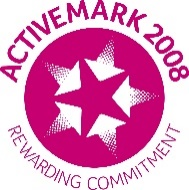 ACTIVEMARK 2008
REWARDING COMMITMENT